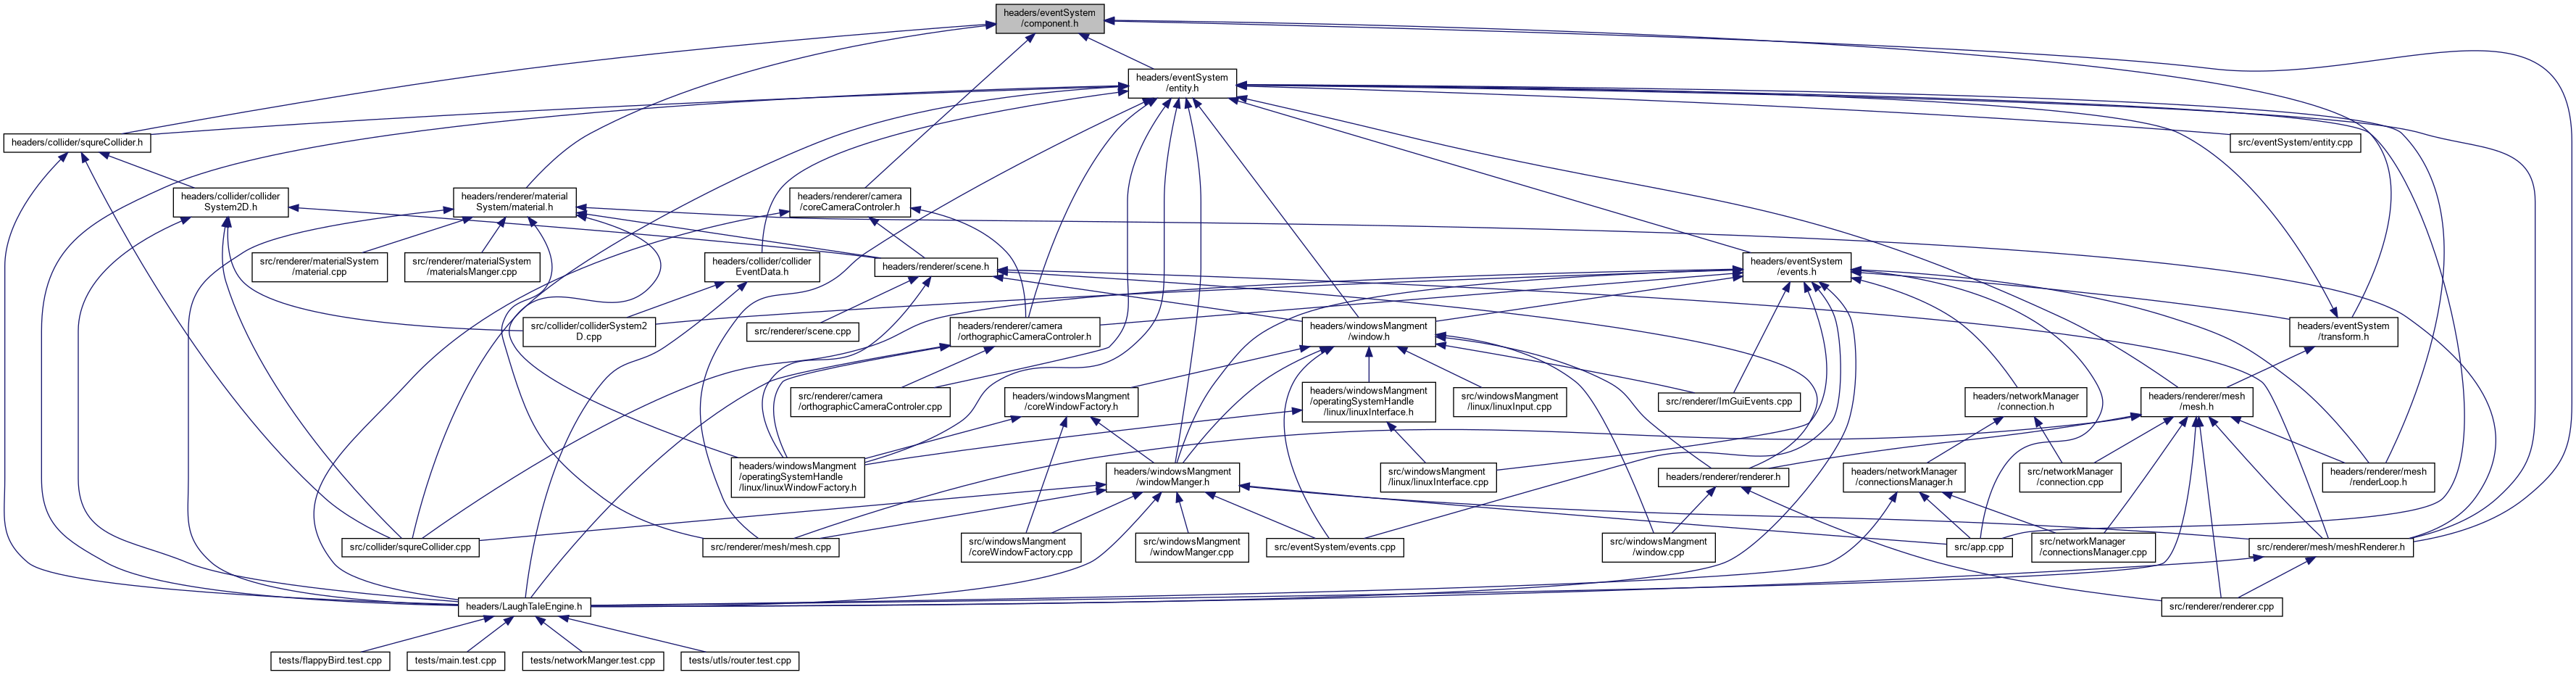 headers/eventSystem
/component.h
headers/eventSystem
/entity.h
headers/collider/squreCollider.h
src/eventSystem/entity.cpp
headers/collider/collider
System2D.h
headers/renderer/material
System/material.h
headers/renderer/camera
/coreCameraControler.h
src/renderer/materialSystem
/material.cpp
src/renderer/materialSystem
/materialsManger.cpp
headers/collider/collider
EventData.h
headers/renderer/scene.h
headers/eventSystem
/events.h
src/collider/colliderSystem2
D.cpp
src/renderer/scene.cpp
headers/renderer/camera
/orthographicCameraControler.h
headers/windowsMangment
/window.h
headers/eventSystem
/transform.h
src/renderer/camera
/orthographicCameraControler.cpp
headers/windowsMangment
/coreWindowFactory.h
headers/windowsMangment
/operatingSystemHandle
/linux/linuxInterface.h
src/windowsMangment
/linux/linuxInput.cpp
src/renderer/ImGuiEvents.cpp
headers/networkManager
/connection.h
headers/renderer/mesh
/mesh.h
headers/windowsMangment
/operatingSystemHandle
/linux/linuxWindowFactory.h
headers/windowsMangment
/windowManger.h
src/windowsMangment
/linux/linuxInterface.cpp
headers/renderer/renderer.h
headers/networkManager
/connectionsManager.h
src/networkManager
/connection.cpp
headers/renderer/mesh
/renderLoop.h
src/collider/squreCollider.cpp
src/renderer/mesh/mesh.cpp
src/windowsMangment
/coreWindowFactory.cpp
src/windowsMangment
/windowManger.cpp
src/eventSystem/events.cpp
src/windowsMangment
/window.cpp
src/app.cpp
src/networkManager
/connectionsManager.cpp
src/renderer/mesh/meshRenderer.h
headers/LaughTaleEngine.h
src/renderer/renderer.cpp
tests/flappyBird.test.cpp
tests/main.test.cpp
tests/networkManger.test.cpp
tests/utls/router.test.cpp